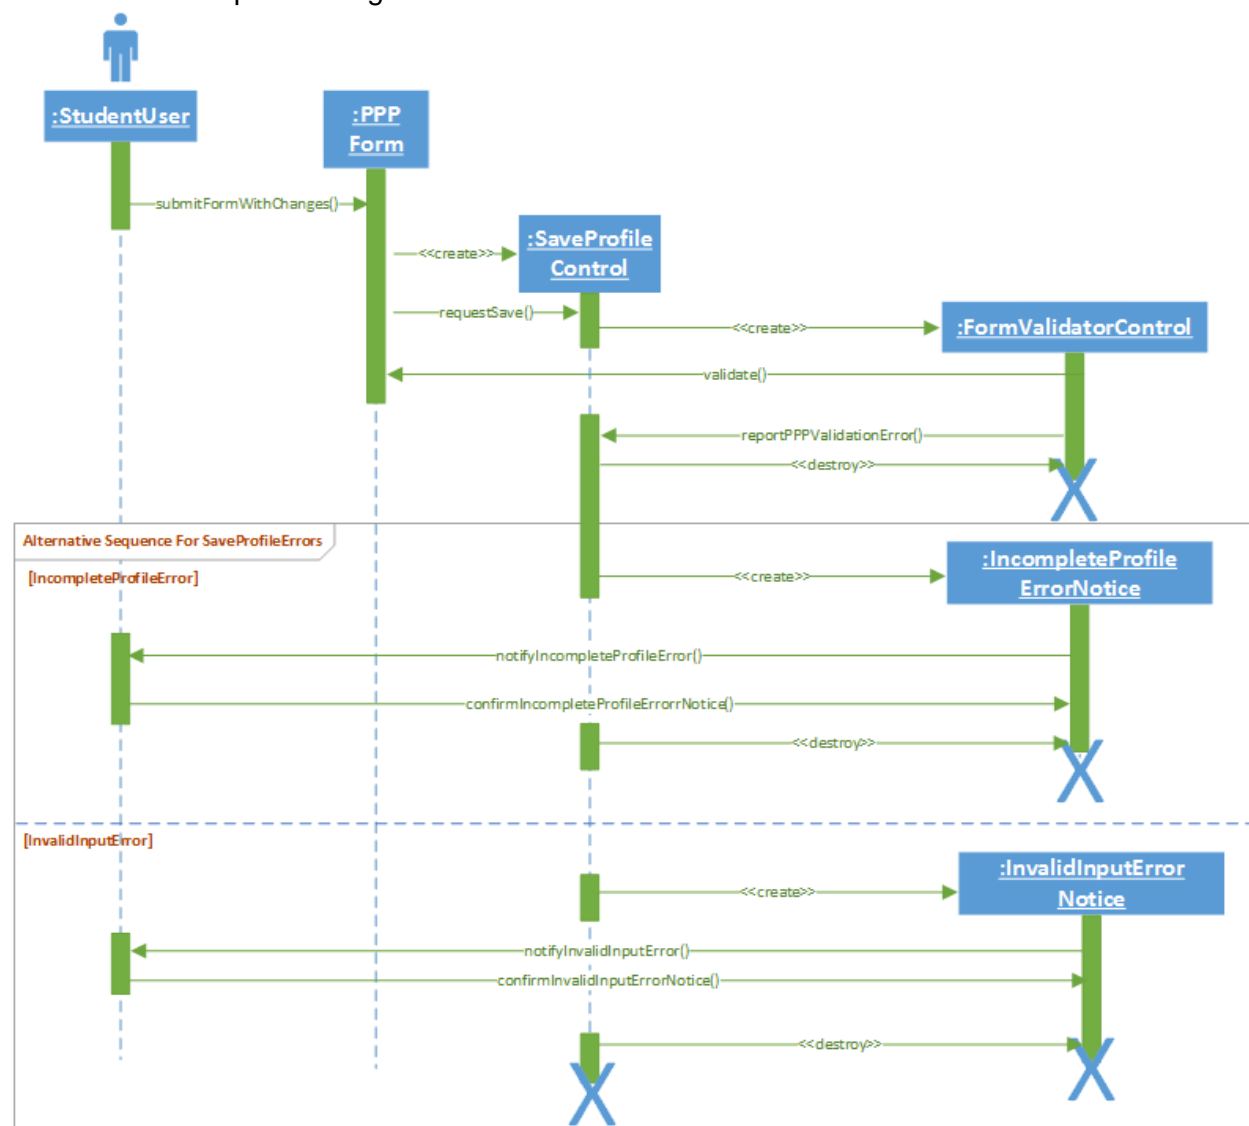 :StudentUser
:PPP
Form
submitFormWithChanges()
:SaveProfile
Control
<<create>>
requestSave()
<<create>>
:FormValidatorControl
validate()
reportPPPValidationError()
<<destroy>>
Alternative Sequence For SaveProfileErrors
[IncompleteProfileError]
<<create>>
:IncompleteProfile
ErrorNotice
notifyIncompleteProfileError()
confirmIncompleteProfileErrorrNotice()
<<destroy>>
[InvalidInputError]
<<create>>
:InvalidInputError
Notice
notifyInvalidInputError()
confirmInvalidInputErrorNotice()
<<destroy>>